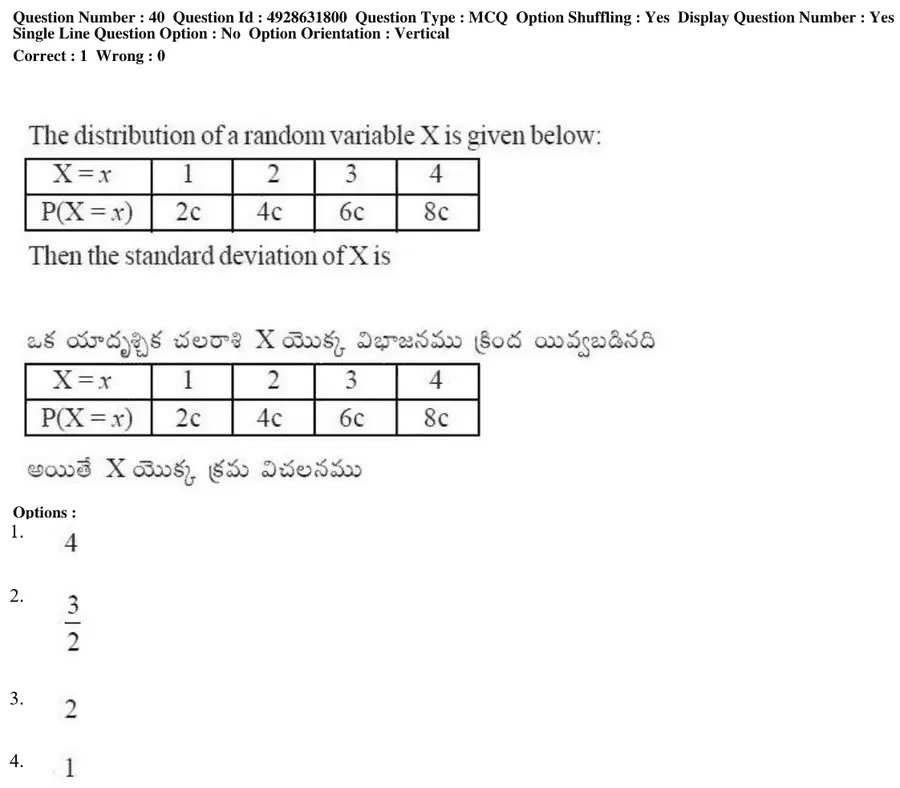 Question Number : 40 Question Id : 4928631800 Question Type : MCQ Option Shuffling : Yes Display Question Number : Yes
Single Line Question Option : No Option Orientation : Vertical
Correct : 1 Wrong : 0
The distribution of a random variable X is given below:
X = x 1 2 3 4
P(X = x) 2c 4c 6c 8c
Then the standard deviation of X is
ఒక యాదృచ్ఛిక చలరాశి X యొక్క విభాజనము క్రింద యివ్వబడినది
X = x 1 2 3 4
P(X = x) 2c 4c 6c 8c
అయితే X యొక్క క్రమ విచలనము
Options :
1. 4
2. 3/2
3. 2
4. 1